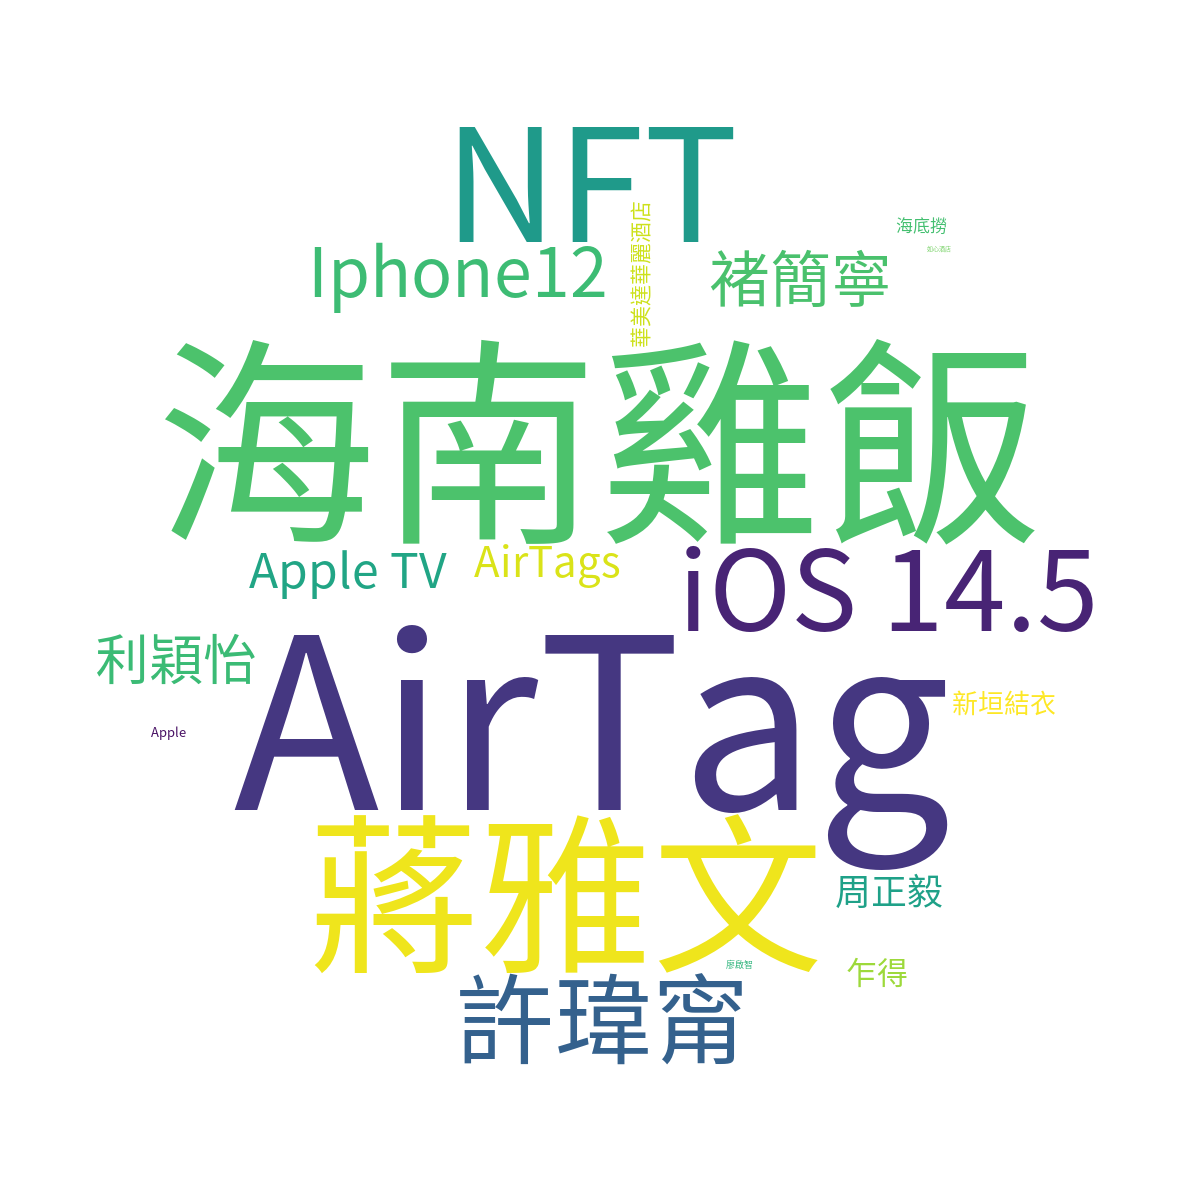 NFT
華美達華麗酒店
海底撈
Iphone12
褚簡寧
海南雞飯
Apple TV
AirTags
iOS 14.5
利穎怡
AirTag
新垣結衣
Apple
蔣雅文
周正毅
廖啟智
乍得
許瑋甯